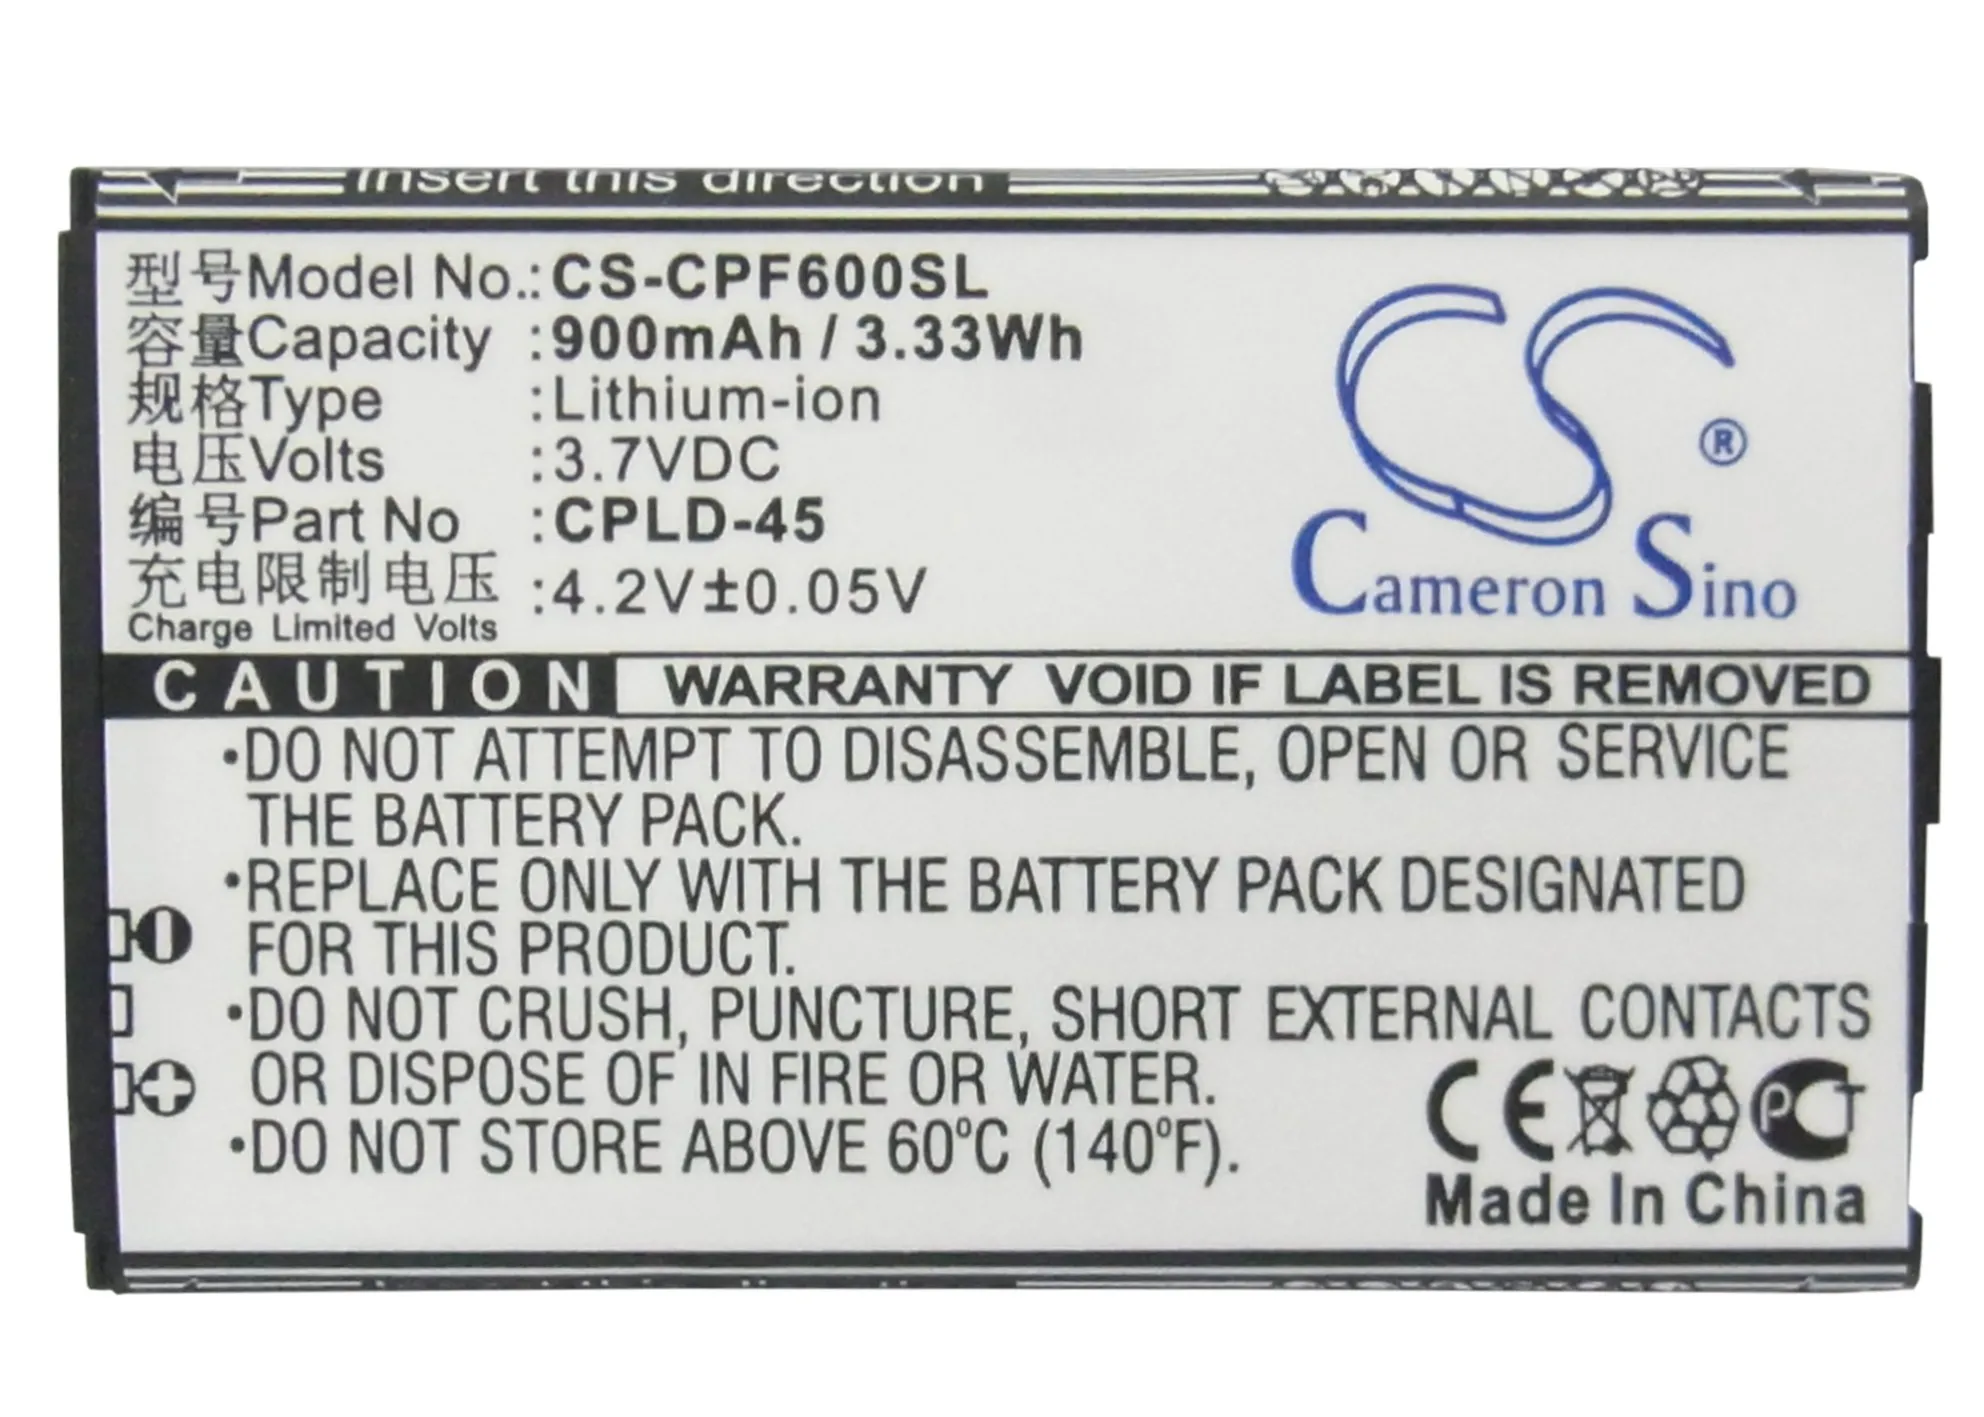 Insert this direction
型号Model No.:CS-CPF600SL
容量Capacity :900mAh / 3.33Wh
规格Type :Lithium-ion
电压Volts :3.7VDC
编号Part No :CPLD-45
充电限制电压 :4.2V±0.05V
Charge Limited Volts
CS ®
Cameron Sino
CAUTION WARRANTY VOID IF LABEL IS REMOVED
•DO NOT ATTEMPT TO DISASSEMBLE, OPEN OR SERVICE
THE BATTERY PACK.
•REPLACE ONLY WITH THE BATTERY PACK DESIGNATED
FOR THIS PRODUCT.
•DO NOT CRUSH, PUNCTURE, SHORT EXTERNAL CONTACTS
OR DISPOSE OF IN FIRE OR WATER.
•DO NOT STORE ABOVE 60°C (140°F).
CE PCT
Made In China